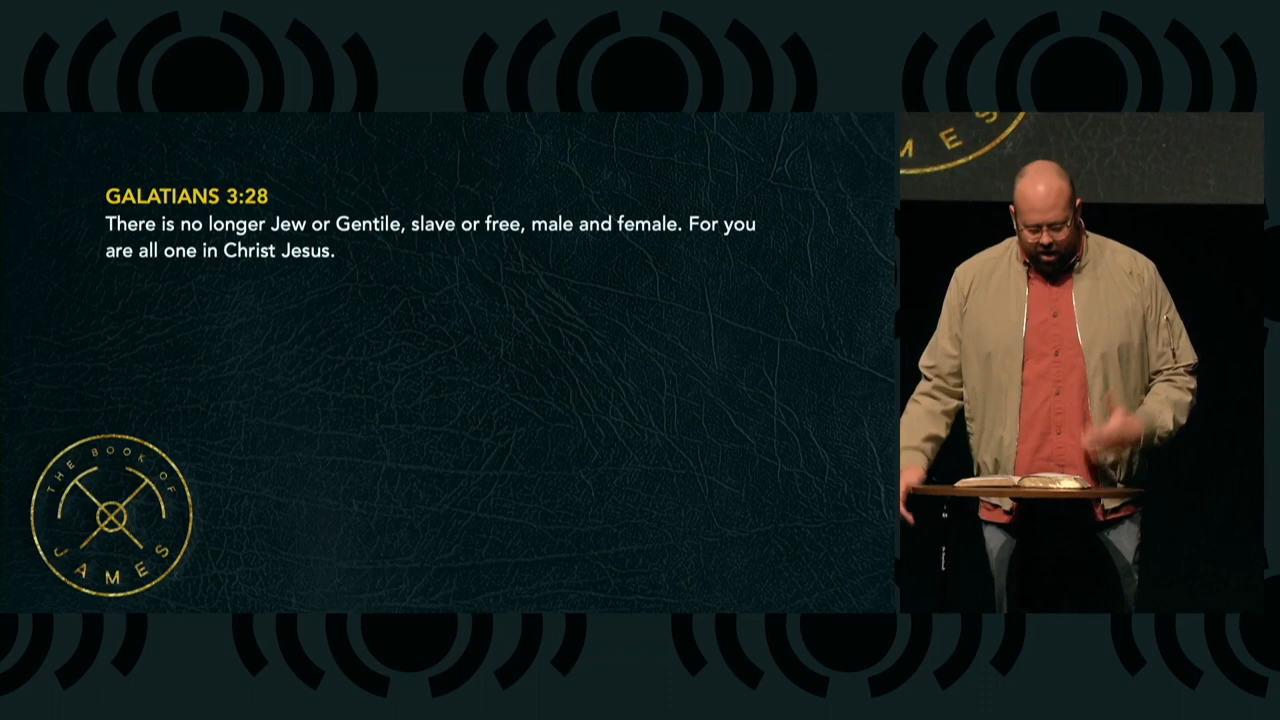 GALATIANS 3:28
There is no longer Jew or Gentile, slave or free, male and female. For you
are all one in Christ Jesus.
THE BOOK OF
JAMES
MES